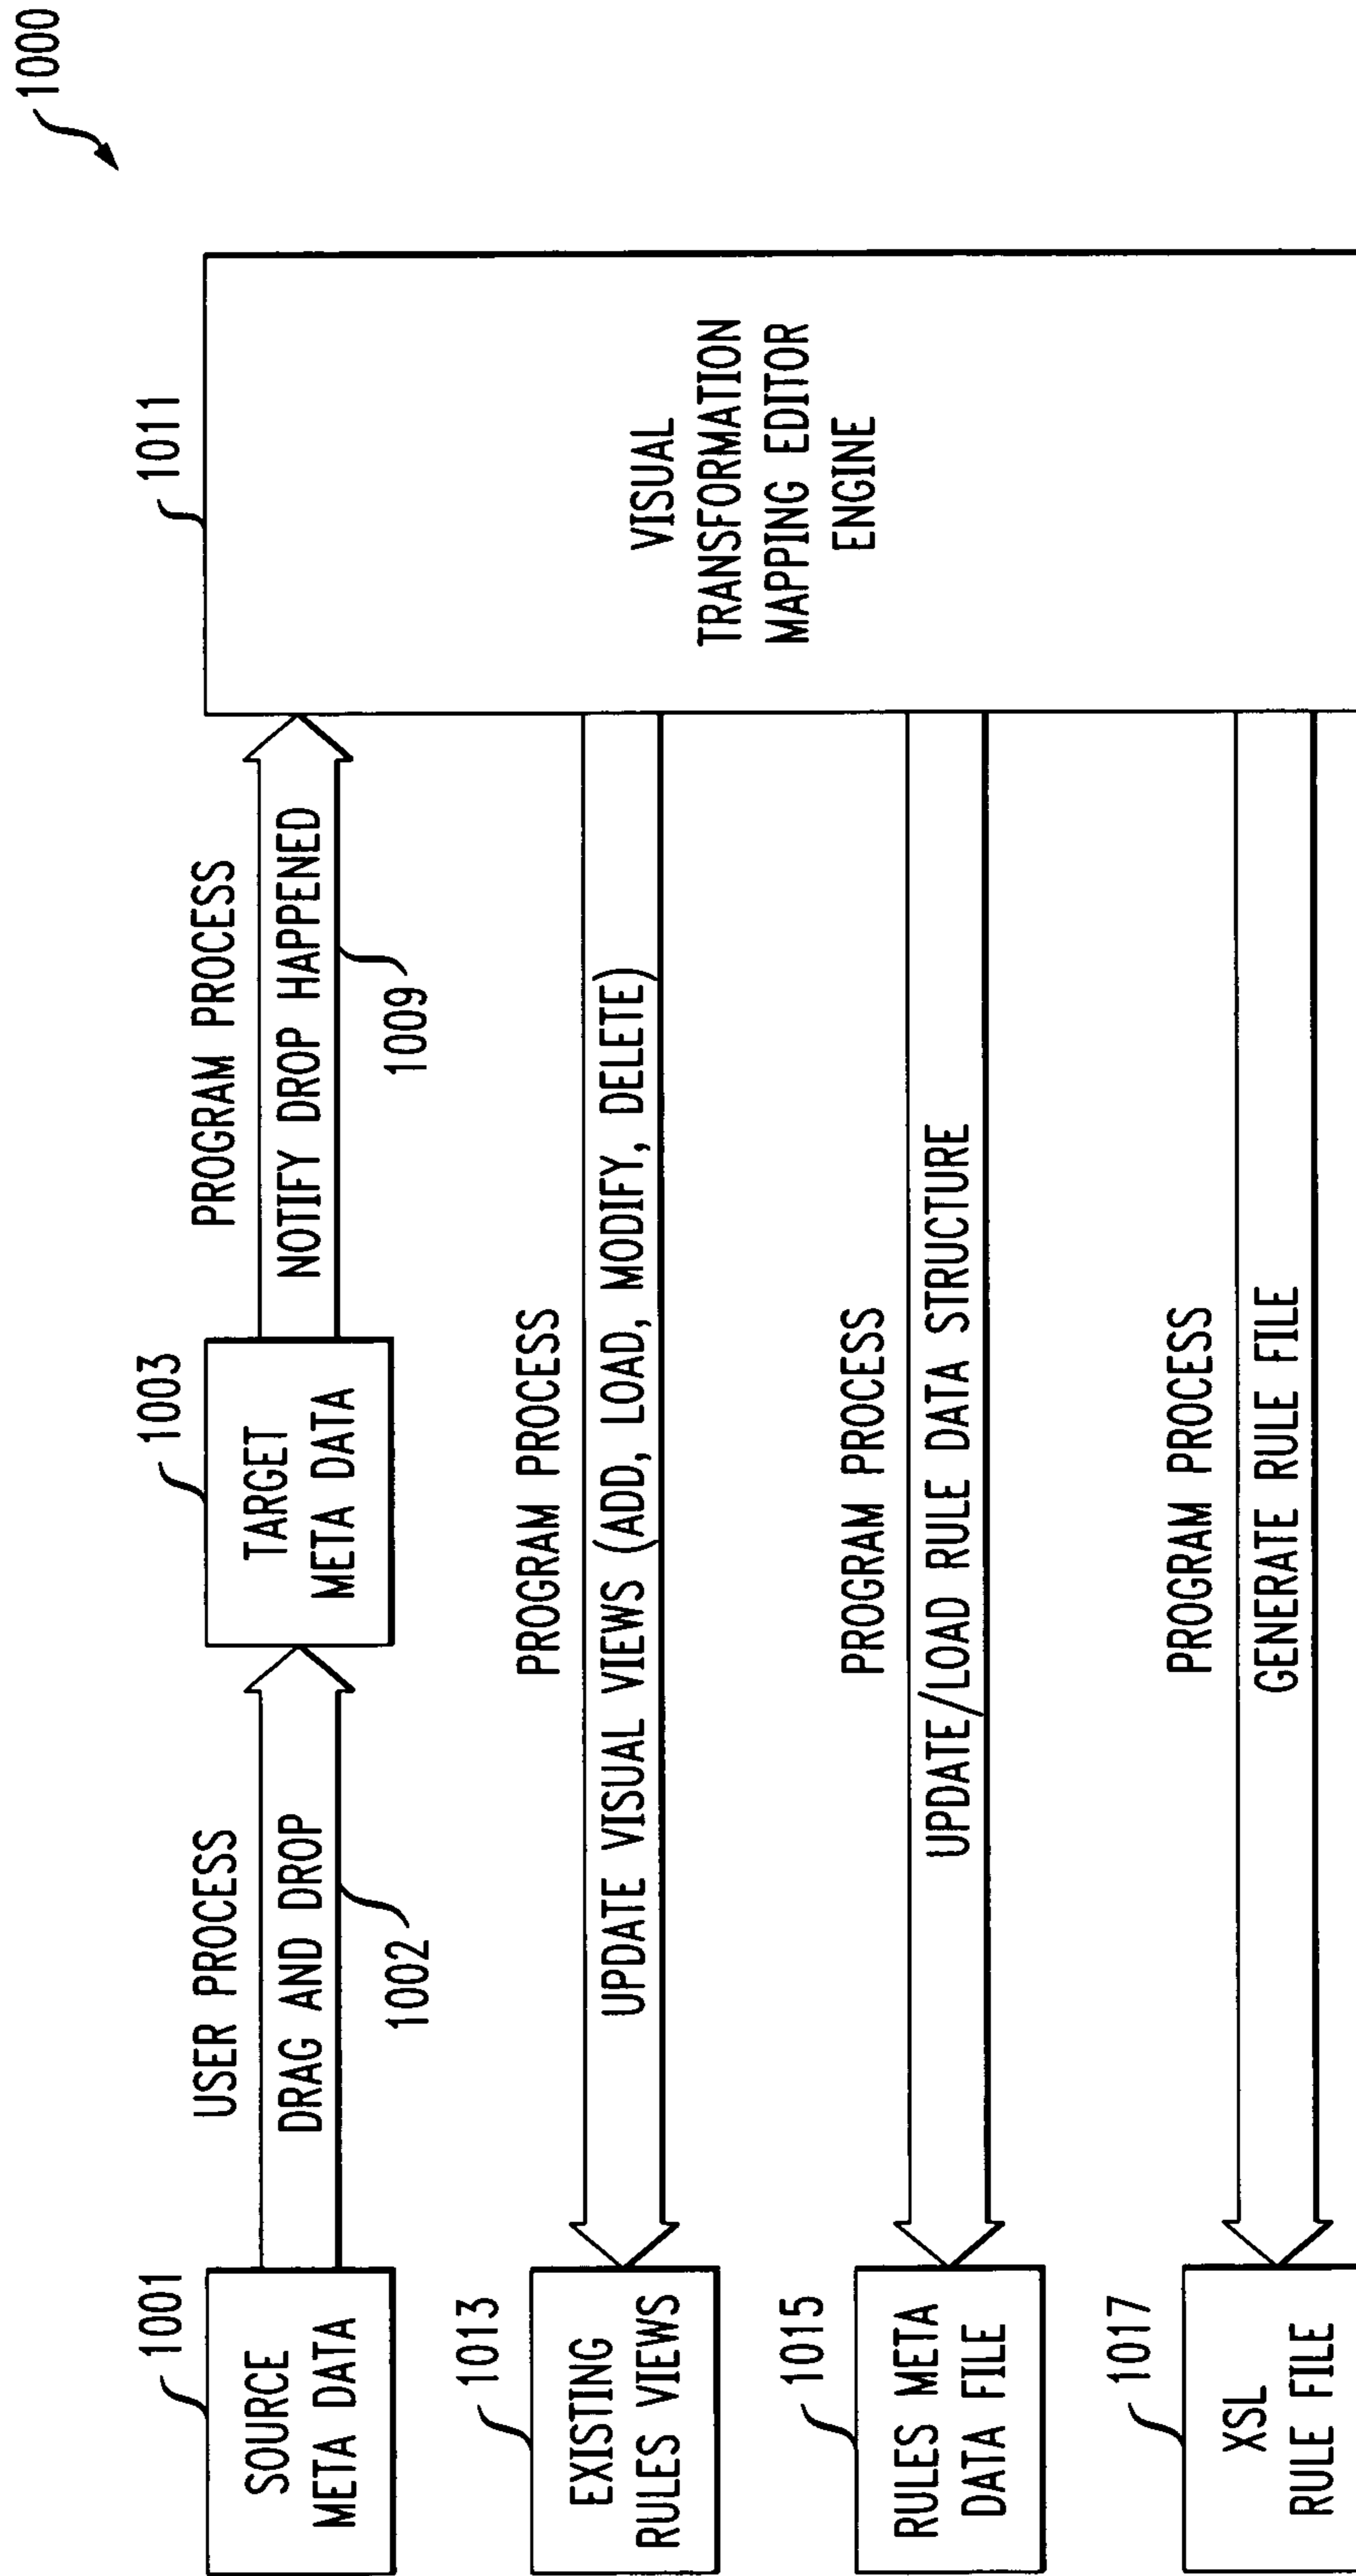 1000
1001
SOURCE
META DATA
USER PROCESS
DRAG AND DROP
1002
1003
TARGET
META DATA
PROGRAM PROCESS
NOTIFY DROP HAPPENED
1009
1011
VISUAL
TRANSFORMATION
MAPPING EDITOR
ENGINE
1013
EXISTING
RULES VIEWS
PROGRAM PROCESS
UPDATE VISUAL VIEWS (ADD, LOAD, MODIFY, DELETE)
1015
RULES META
DATA FILE
PROGRAM PROCESS
UPDATE/LOAD RULE DATA STRUCTURE
1017
XSL
RULE FILE
PROGRAM PROCESS
GENERATE RULE FILE